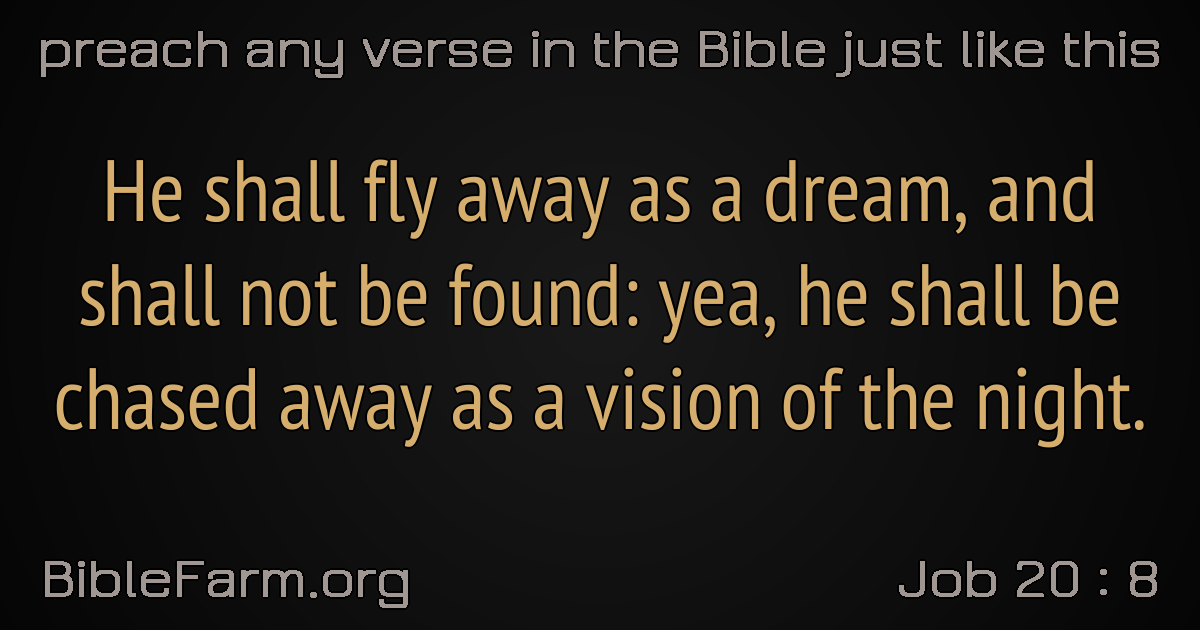 preach any verse in the Bible just like this
He shall fly away as a dream, and
shall not be found: yea, he shall be
chased away as a vision of the night.
BibleFarm.org
Job 20 : 8